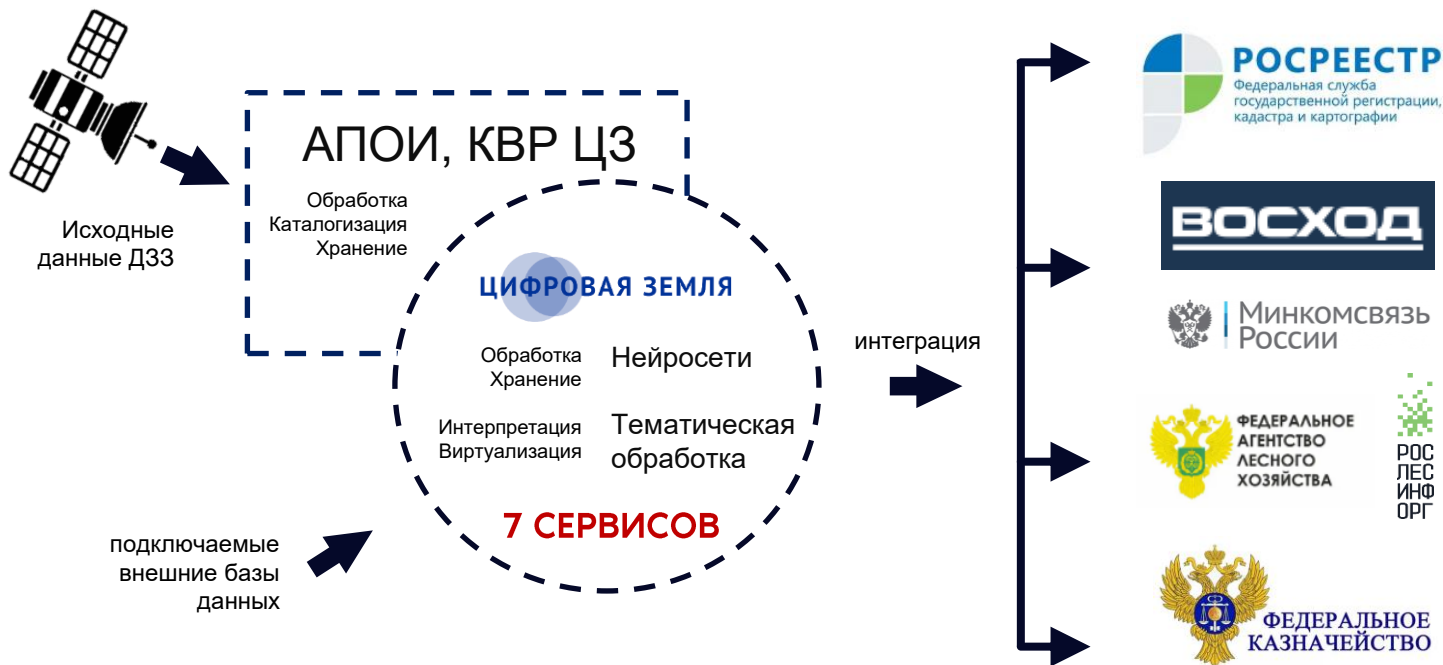 Исходные
данные ДЗЗ
АПОИ, КВР ЦЗ
Обработка
Каталогизация
Хранение
ЦИФРОВАЯ ЗЕМЛЯ
Обработка
Хранение
Нейросети
Интерпретация
Виртуализация
Тематическая
обработка
7 СЕРВИСОВ
подключаемые
внешние базы
данных
интеграция
РОСРЕЕСТР
Федеральная служба
государственной регистрации,
кадастра и картографии
ВОСХОД
Минкомсвязь
России
ФЕДЕРАЛЬНОЕ
АГЕНТСТВО
ЛЕСНОГО
ХОЗЯЙСТВА
РОС
ЛЕС
ИНФ
ОРГ
ФЕДЕРАЛЬНОЕ
КАЗНАЧЕЙСТВО